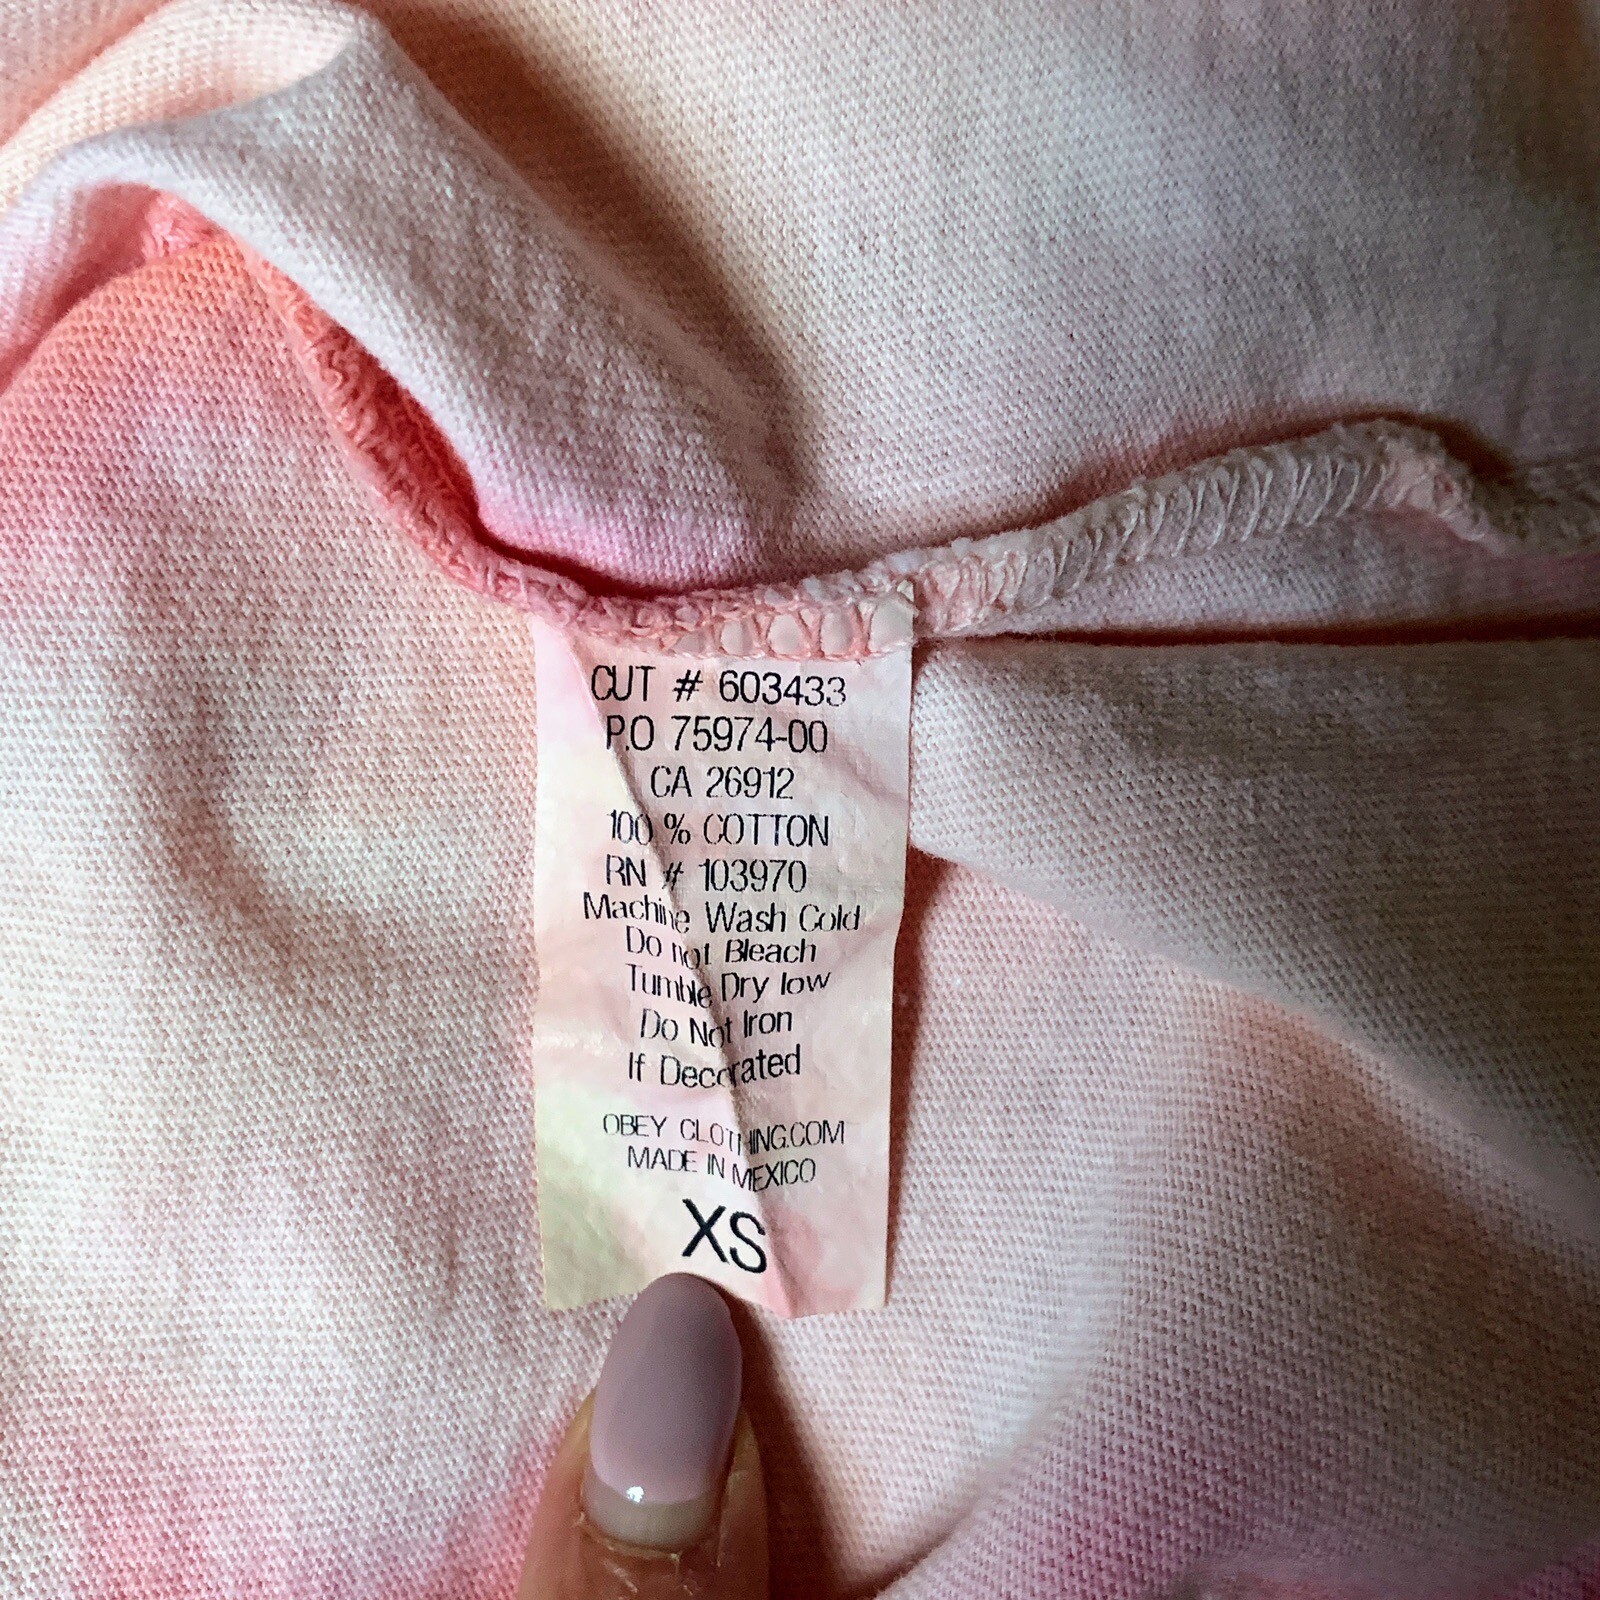 CUT # 603433
P.O 75974-00
CA 26912
100 % COTTON
RN # 103970
Machine Wash Cold
Do not Bleach
Tumble Dry low
Do Not Iron
If Decorated
OBEY CLOTHING.COM
MADE IN MEXICO
XS